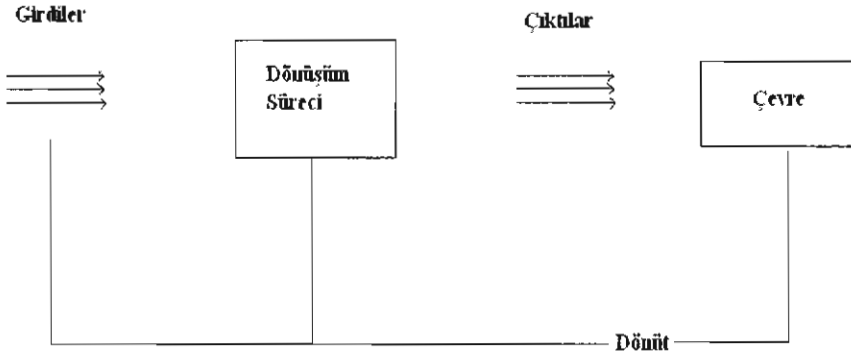 Girdiler
Çıktılar
Dönüşüm
Süreci
Çevre
Dönüt